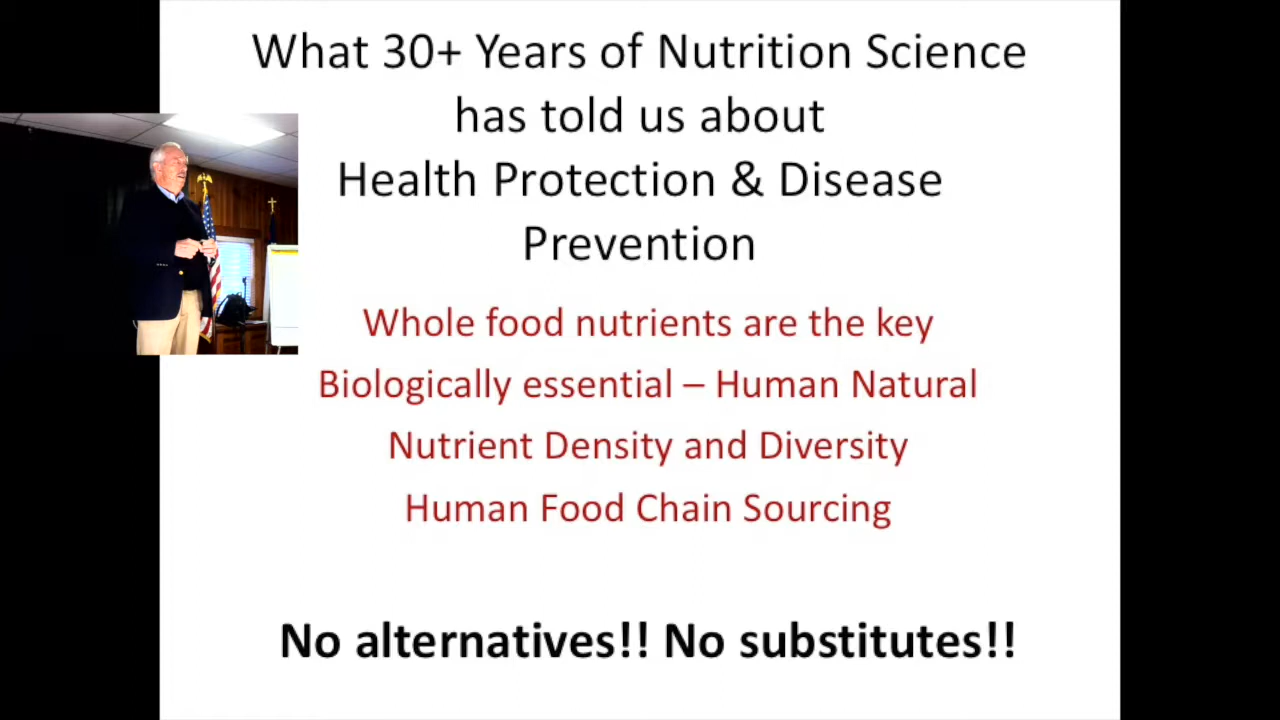 What 30+ Years of Nutrition Science
has told us about
Health Protection & Disease
Prevention
Whole food nutrients are the key
Biologically essential – Human Natural
Nutrient Density and Diversity
Human Food Chain Sourcing
No alternatives!! No substitutes!!